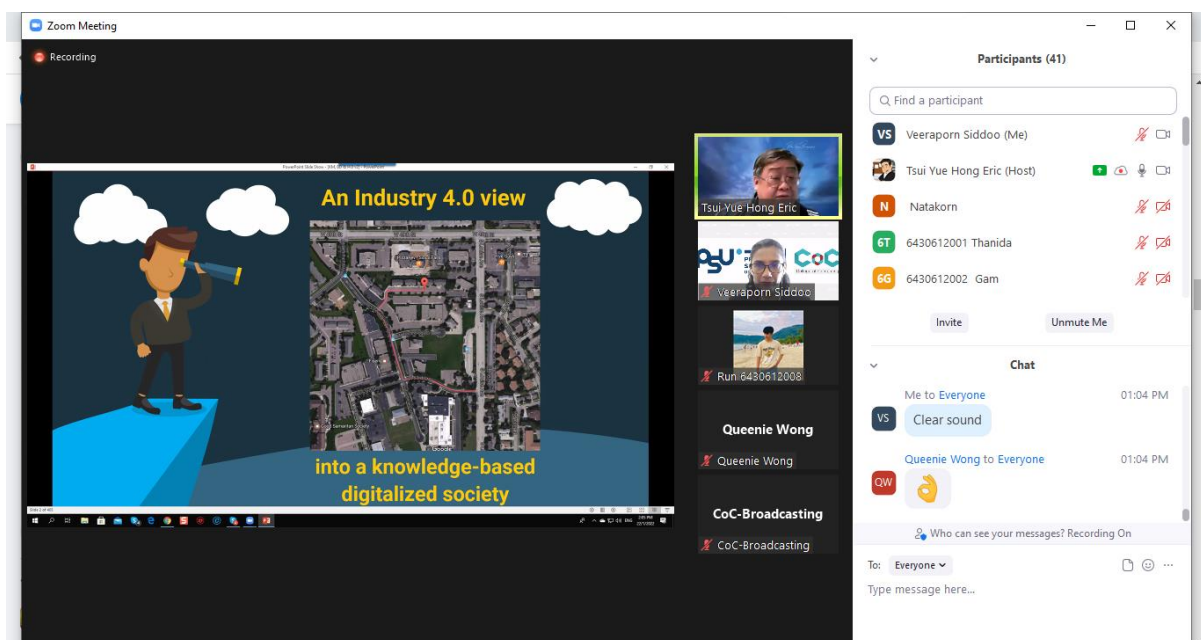 Zoom Meeting
Recording
An Industry 4.0 view
into a knowledge-based
digitalized society
Google
Tsui Yue Hong Eric
PSU
CoC
Veeraporn Siddoo
Run 6430612008
Queenie Wong
Queenie Wong
CoC-Broadcasting
CoC-Broadcasting
Participants (41)
Find a participant
VS
Veeraporn Siddoo (Me)
Tsui Yue Hong Eric (Host)
N
Natakorn
6T
6430612001 Thanida
6G
6430612002 Gam
Invite
Unmute Me
Chat
Me to Everyone
01:04 PM
VS
Clear sound
Queenie Wong to Everyone
01:04 PM
QW
Who can see your messages? Recording On
To:
Everyone
Type message here...